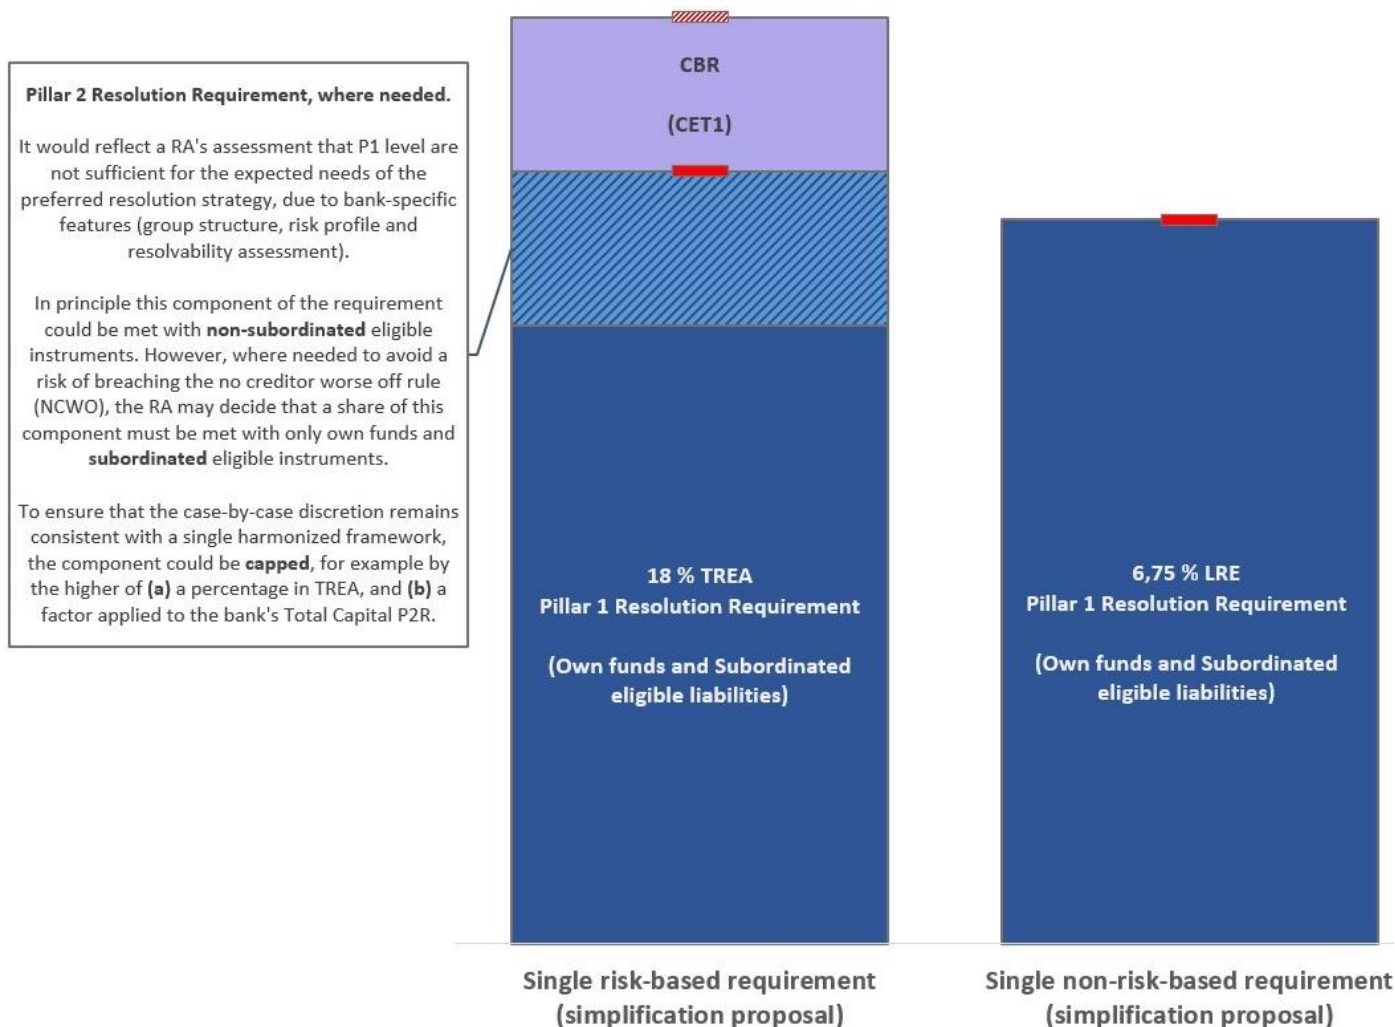 Pillar 2 Resolution Requirement, where needed.
It would reflect a RA's assessment that P1 level are
not sufficient for the expected needs of the
preferred resolution strategy, due to bank-specific
features (group structure, risk profile and
resolvability assessment).
In principle this component of the requirement
could be met with non-subordinated eligible
instruments. However, where needed to avoid a
risk of breaching the no creditor worse off rule
(NCWO), the RA may decide that a share of this
component must be met with only own funds and
subordinated eligible instruments.
To ensure that the case-by-case discretion remains
consistent with a single harmonized framework,
the component could be capped, for example by
the higher of (a) a percentage in TREA, and (b) a
factor applied to the bank's Total Capital P2R.
CBR
(CET1)
18 % TREA
Pillar 1 Resolution Requirement
(Own funds and Subordinated
eligible liabilities)
6,75 % LRE
Pillar 1 Resolution Requirement
(Own funds and Subordinated
eligible liabilities)
Single risk-based requirement
(simplification proposal)
Single non-risk-based requirement
(simplification proposal)